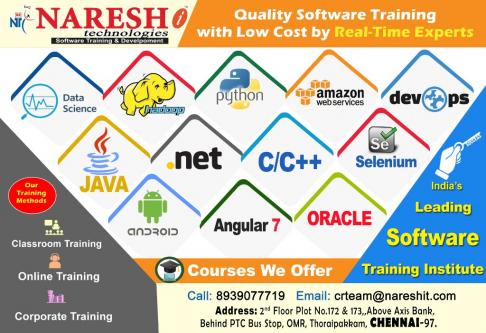 NIT
NARESH i
technologies
Software Training & Development
Quality Software Training
with Low Cost by Real-Time Experts
Data
Science
hadoop
python
amazon
web services
devops
JAVA
.net
C/C++
Se
Selenium
ANDROID
Angular 7
ORACLE
Our
Training
Methods
Classroom Training
Online Training
Corporate Training
India's
Leading
Software
Training Institute
Courses We Offer
Call: 8939077719 Email: crteam@nareshit.com
Address: 2nd Floor Plot No.172 & 173,,Above Axis Bank,
Behind PTC Bus Stop, OMR, Thoraipakkam, CHENNAI-97.